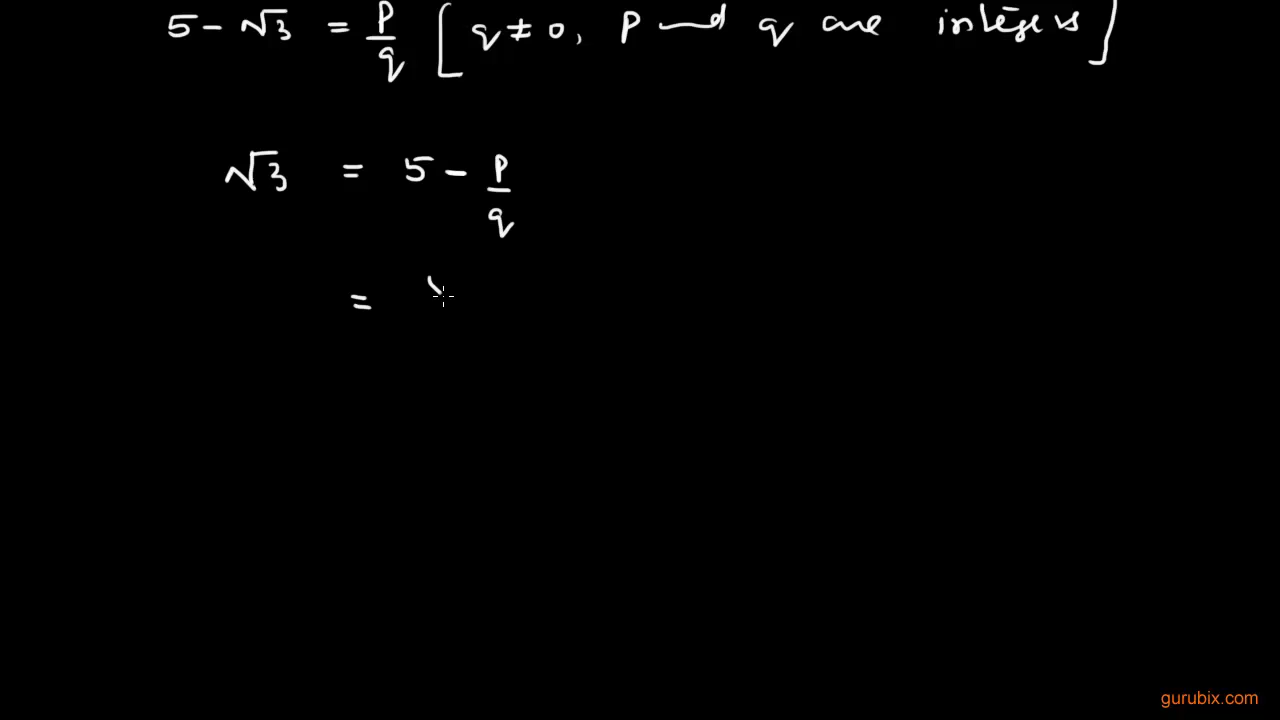 5 - √3 = p/q [q ≠ 0, p and q are integers]
√3 = 5 - p/q
=
gurubix.com